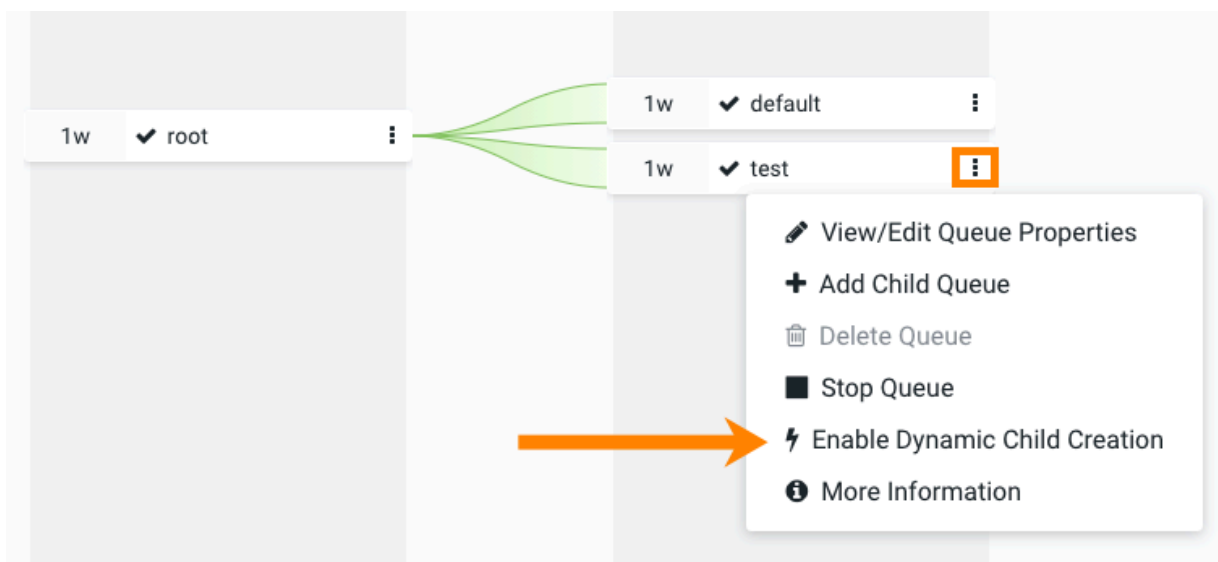 1w default
1w root
1w test
View/Edit Queue Properties
Add Child Queue
Delete Queue
Stop Queue
Enable Dynamic Child Creation
More Information